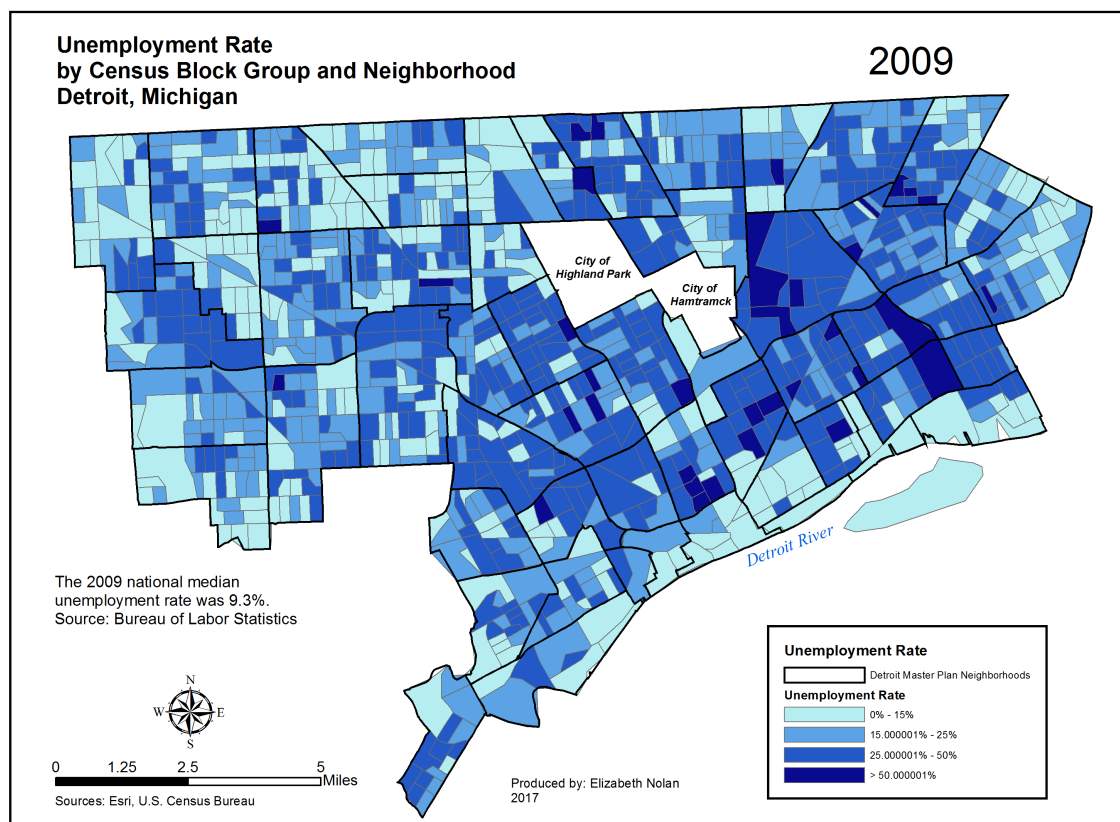 Unemployment Rate
by Census Block Group and Neighborhood
Detroit, Michigan
2009
City of
Highland Park
City of
Hamtramck
Detroit River
The 2009 national median
unemployment rate was 9.3%.
Source: Bureau of Labor Statistics
N
W
E
S
0
1.25
2.5
5
Miles
Sources: Esri, U.S. Census Bureau
Produced by: Elizabeth Nolan
2017
Unemployment Rate
Detroit Master Plan Neighborhoods
Unemployment Rate
0% - 15%
15.000001% - 25%
25.000001% - 50%
> 50.000001%